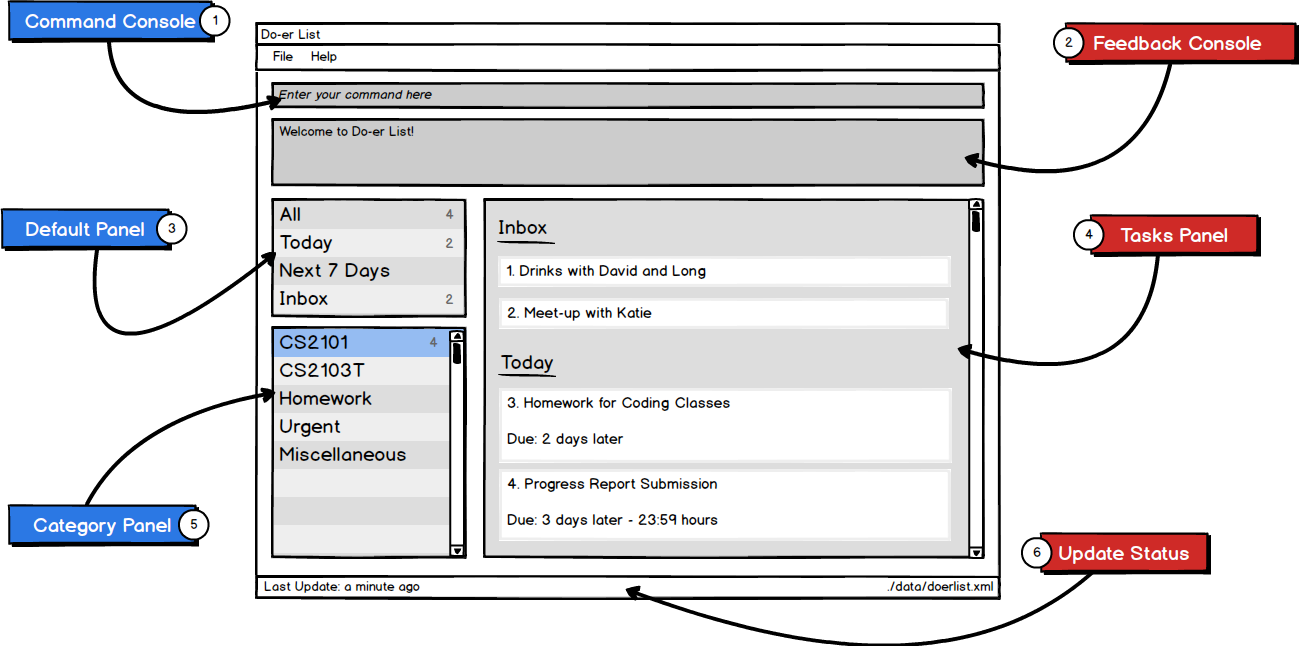 Command Console 1
2 Feedback Console
Do-er List
File Help
Enter your command here
Welcome to Do-er List!
Default Panel 3
All 4
Today 2
Next 7 Days
Inbox 2
CS2101 4
CS2103T
Homework
Urgent
Miscellaneous
Category Panel 5
Inbox
1. Drinks with David and Long
2. Meet-up with Katie
Today
3. Homework for Coding Classes
Due: 2 days later
4. Progress Report Submission
Due: 3 days later - 23:59 hours
4 Tasks Panel
6 Update Status
Last Update: a minute ago
./data/doerlist.xml